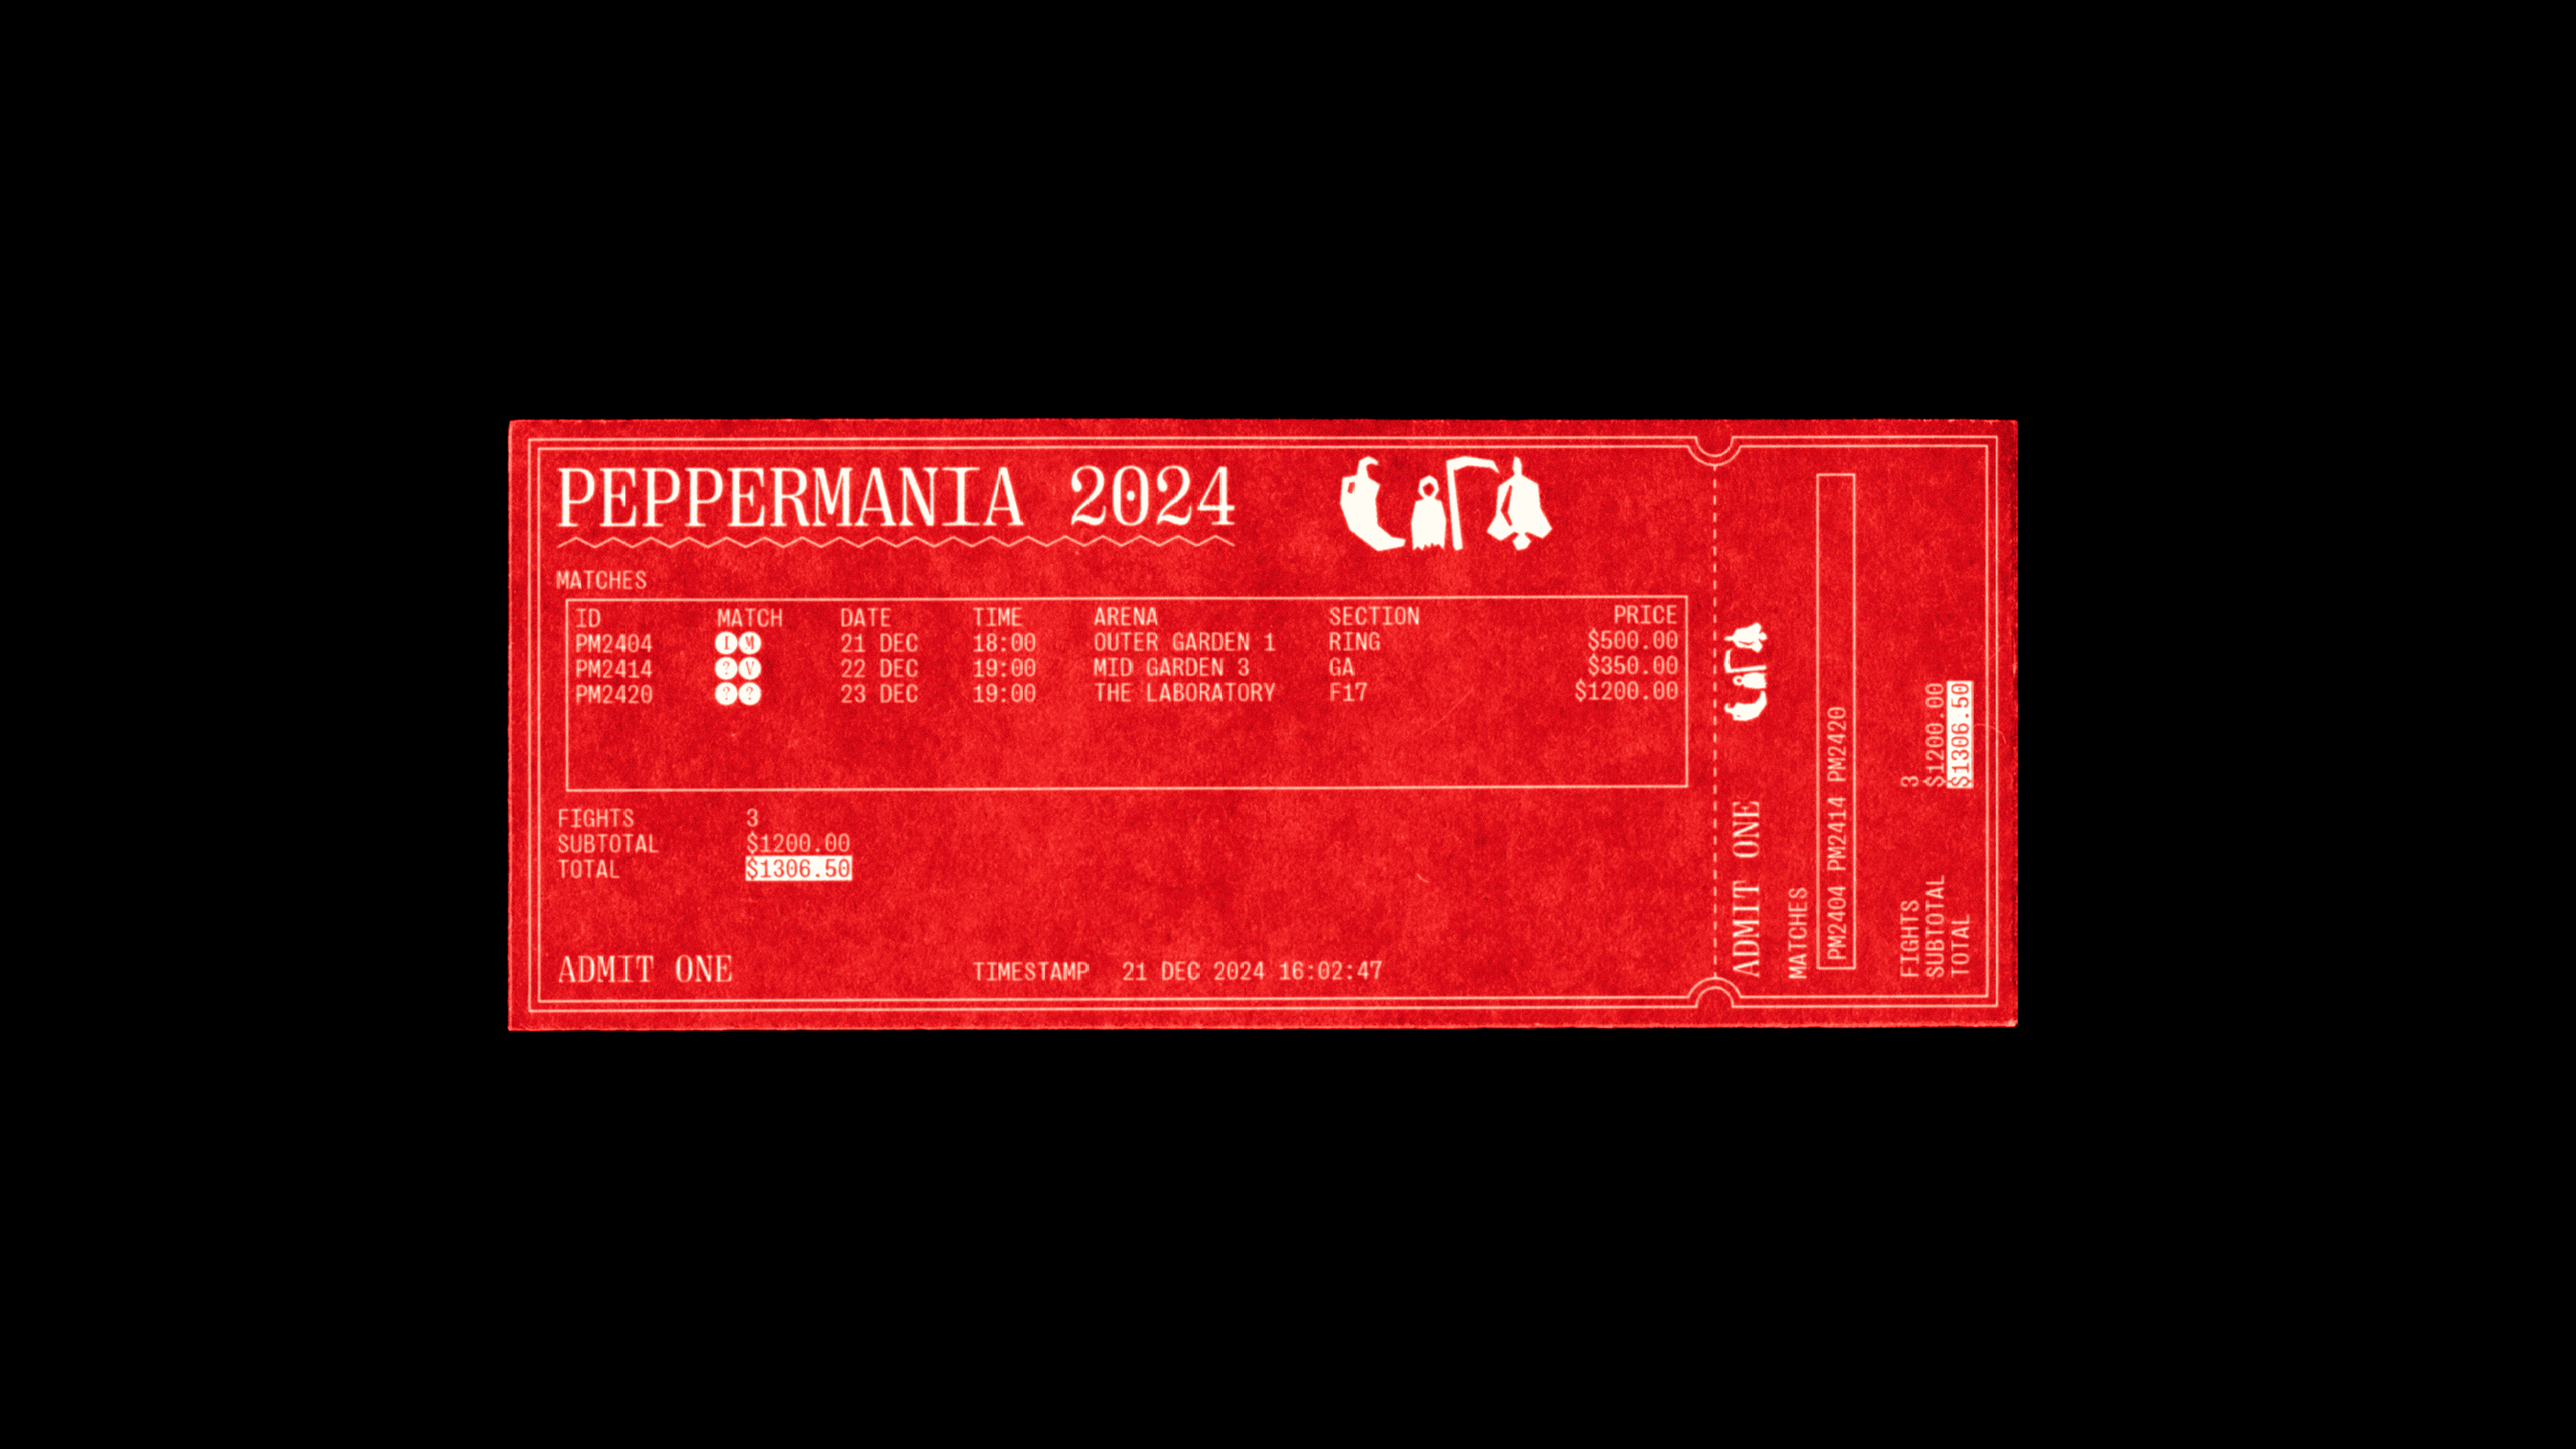 PEPPERMANIA 2024
MATCHES
ID MATCH DATE TIME ARENA SECTION PRICE
PM2404 I M 21 DEC 18:00 OUTER GARDEN 1 RING $500.00
PM2414 ? V 22 DEC 19:00 MID GARDEN 3 GA $350.00
PM2420 ? ? 23 DEC 19:00 THE LABORATORY F17 $1200.00
FIGHTS 3
SUBTOTAL $1200.00
TOTAL $1306.50
ADMIT ONE
TIMESTAMP 21 DEC 2024 16:02:47
ADMIT ONE
MATCHES
PM2404 PM2414 PM2420
FIGHTS 3
SUBTOTAL $1200.00
TOTAL $1306.50